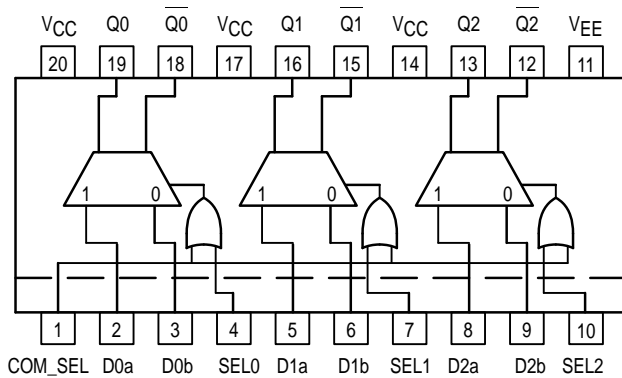 VCC Q0 Q0 VCC Q1 Q1 VCC Q2 Q2 VEE
20 19 18 17 16 15 14 13 12 11
1 0 1 0 1 0
1 2 3 4 5 6 7 8 9 10
COM_SEL D0a D0b SEL0 D1a D1b SEL1 D2a D2b SEL2